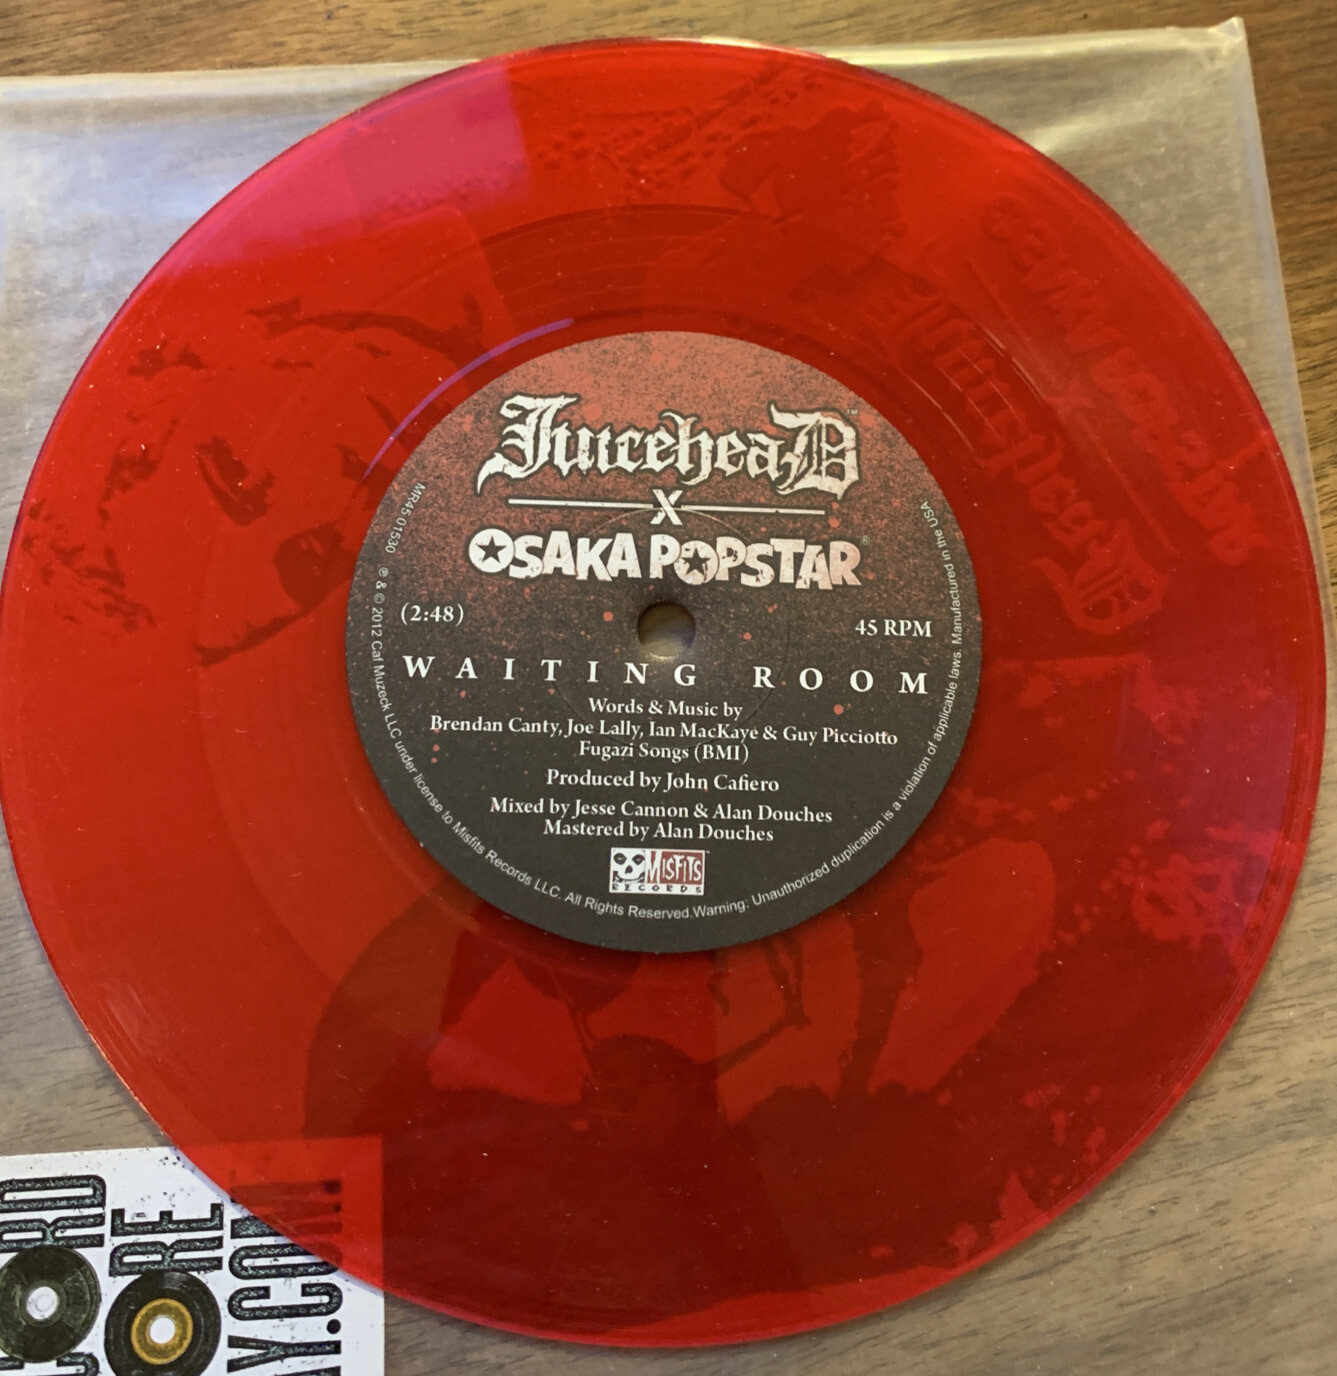 JuiceheaD™
X
OSAKA POPSTAR®
(2:48)
45 RPM
WAITING ROOM
Words & Music by
Brendan Canty, Joe Lally, Ian MacKaye & Guy Picciotto
Fugazi Songs (BMI)
Produced by John Cafiero
Mixed by Jesse Cannon & Alan Douches
Mastered by Alan Douches
MISFITS
RECORDS
MR45 01530 ℗ & © 2012 Caf Muzeck LLC under license to Misfits Records LLC. All Rights Reserved. Warning: Unauthorized duplication is a violation of applicable laws. Manufactured in the USA